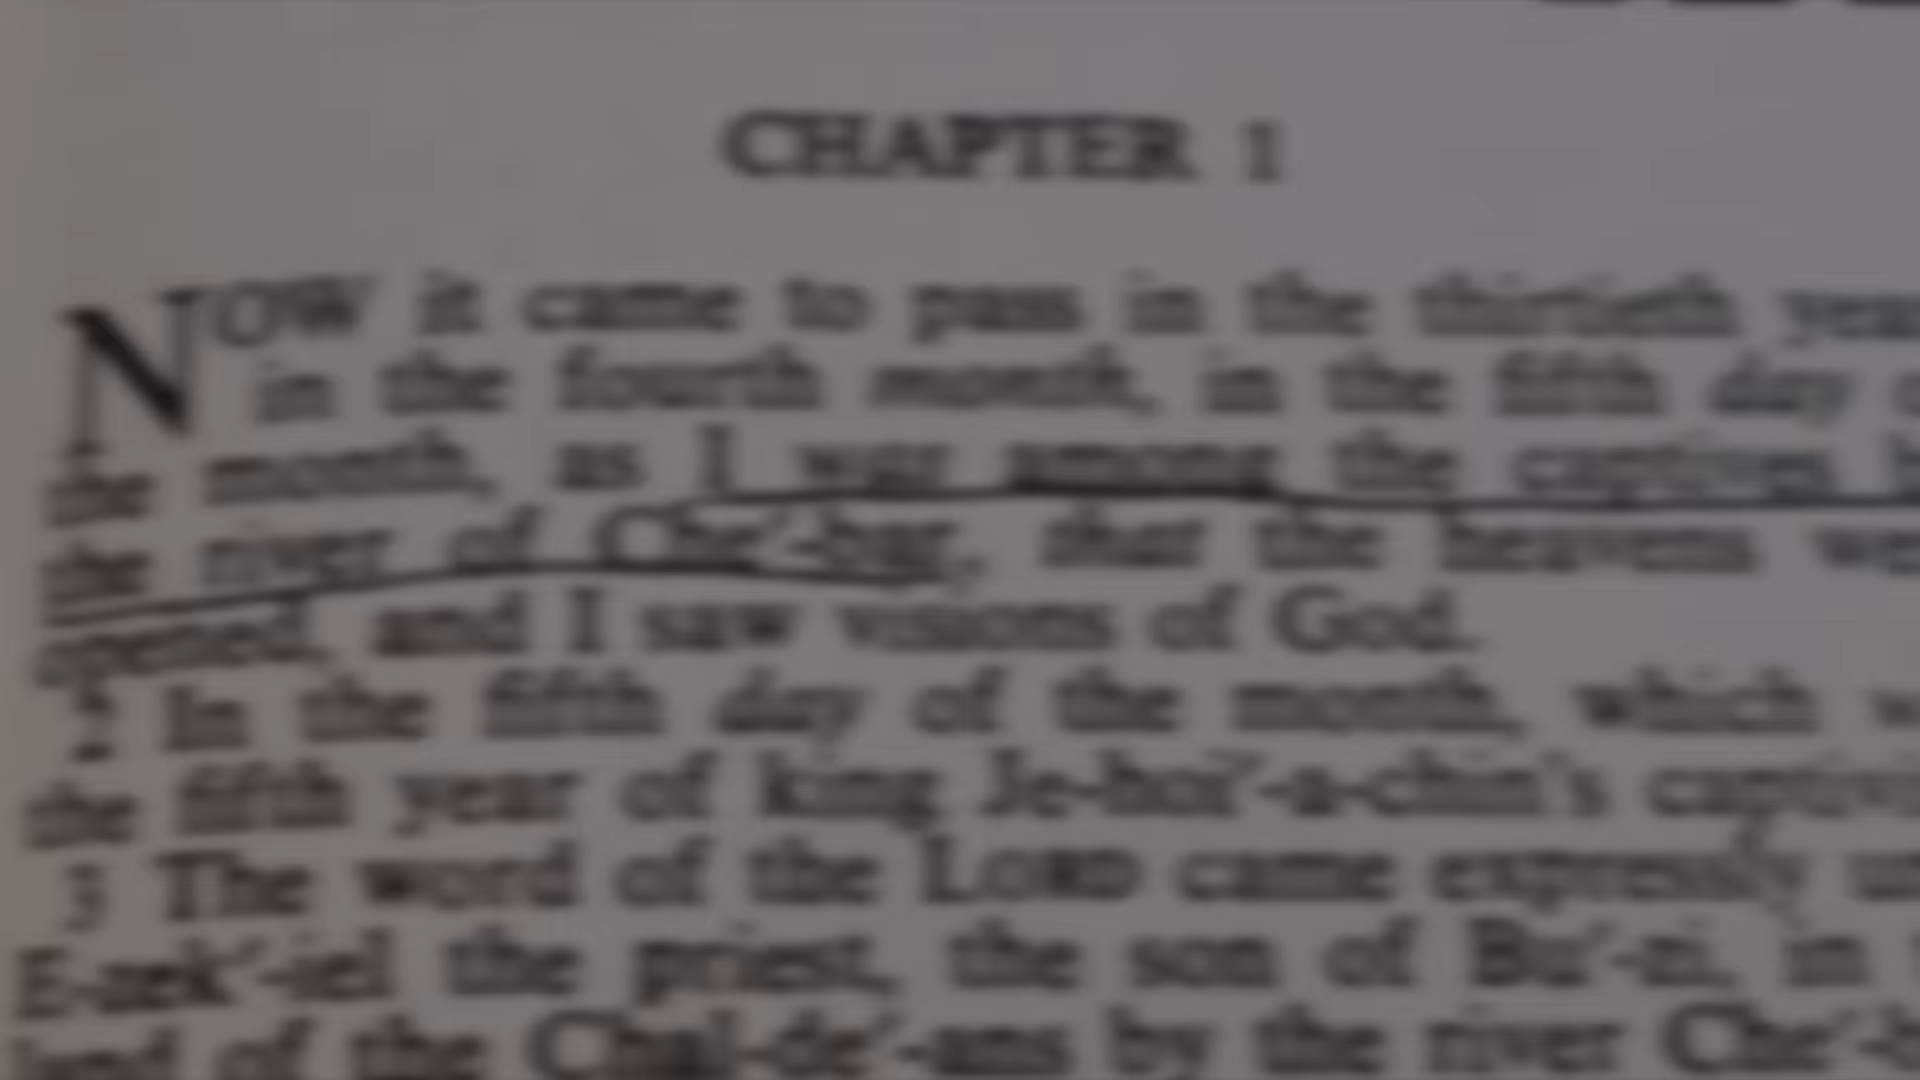 CHAPTER 1
NOW it came to pass in the thirtieth year
in the fourth month, in the fifth day
the month, as I was among the captives
the river of Che´-bar, that the heavens
opened, and I saw visions of God.
2 In the fifth day of the month, which
the fifth year of king Je-hoi´-a-chin's
3 The word of the LORD came expressly
E-zek´-iel the priest, the son of Bu´-zi, in
land of the Chal-de´-ans by the river